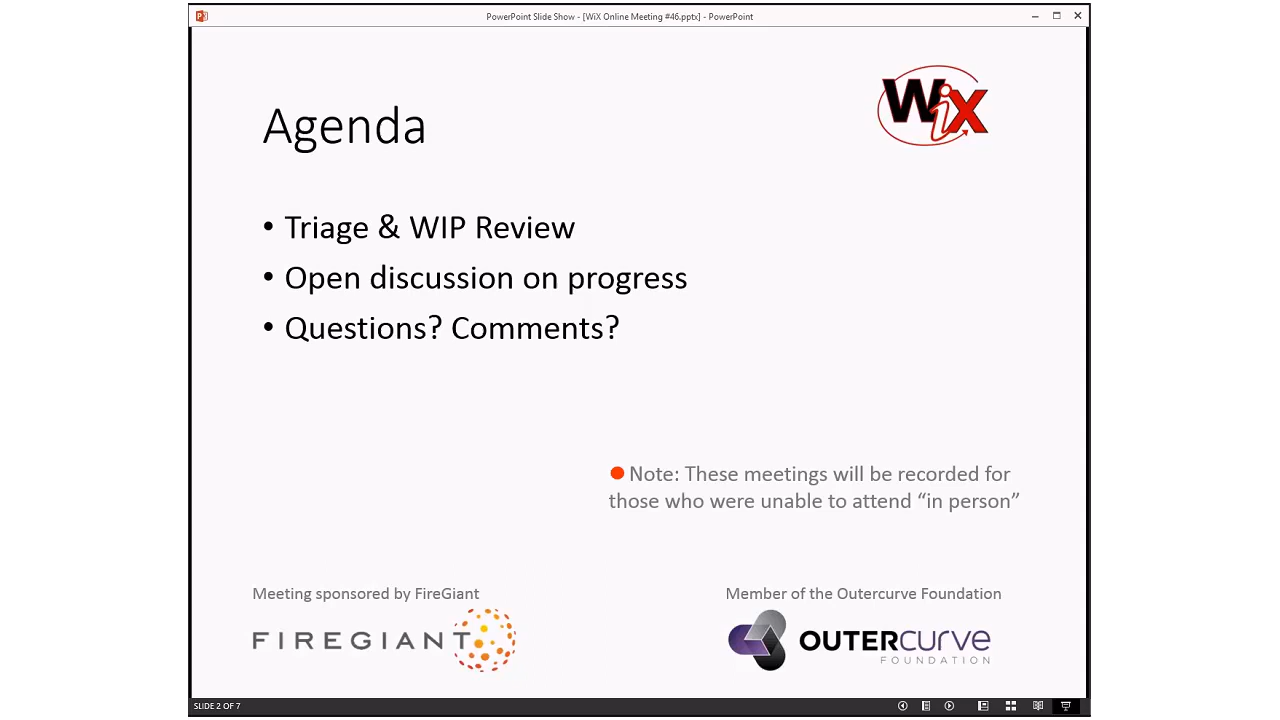 PowerPoint Slide Show - [WiX Online Meeting #46.pptx] - PowerPoint
WiX
Agenda
• Triage & WIP Review
• Open discussion on progress
• Questions? Comments?
Note: These meetings will be recorded for
those who were unable to attend “in person”
Meeting sponsored by FireGiant
FIREGIANT
Member of the Outercurve Foundation
OUTERCURVE
FOUNDATION
SLIDE 2 OF 7